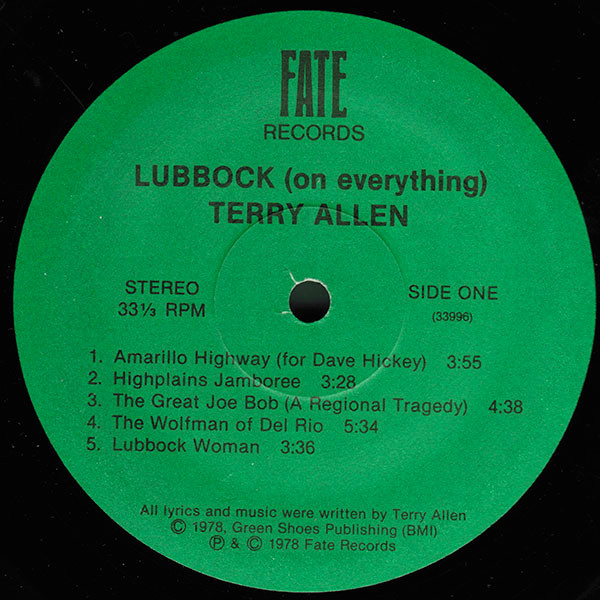 FATE
RECORDS
LUBBOCK (on everything)
TERRY ALLEN
STEREO
33⅓ RPM
SIDE ONE
(33996)
1. Amarillo Highway (for Dave Hickey) 3:55
2. Highplains Jamboree 3:28
3. The Great Joe Bob (A Regional Tragedy) 4:38
4. The Wolfman of Del Rio 5:34
5. Lubbock Woman 3:36
All lyrics and music were written by Terry Allen
© 1978, Green Shoes Publishing (BMI)
℗ & © 1978 Fate Records